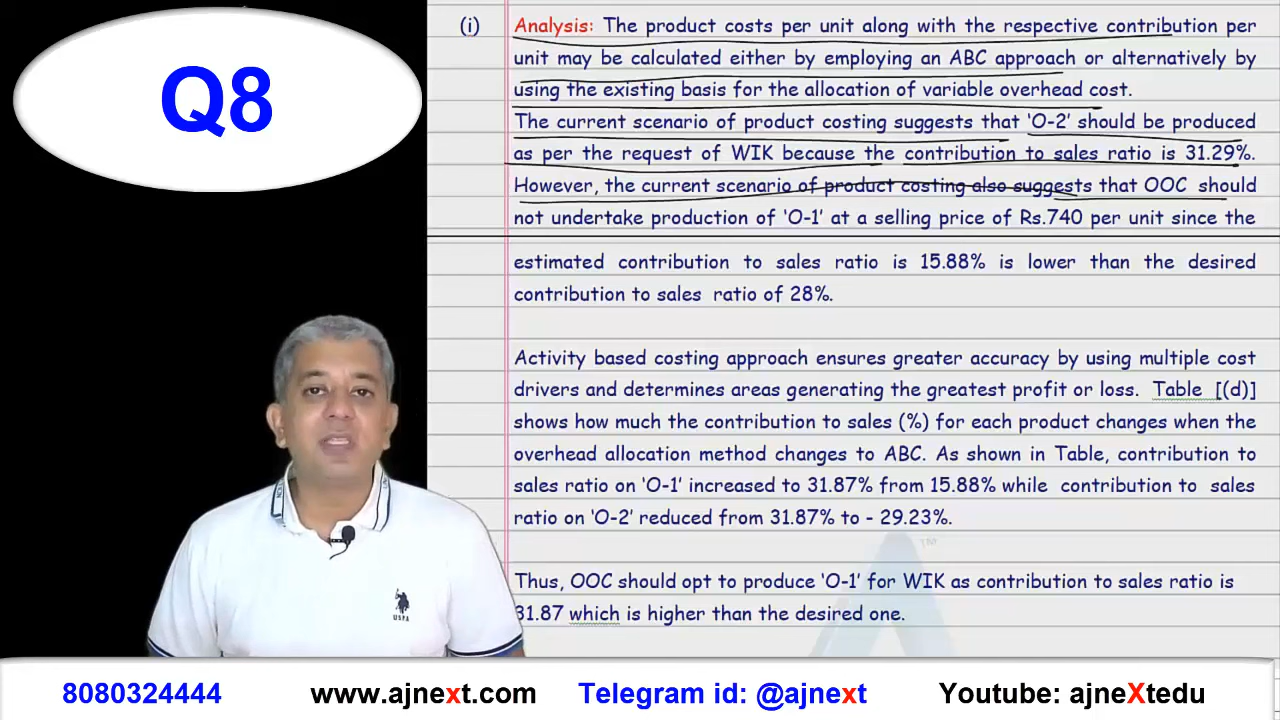 Q8
(i) Analysis: The product costs per unit along with the respective contribution per
unit may be calculated either by employing an ABC approach or alternatively by
using the existing basis for the allocation of variable overhead cost.
The current scenario of product costing suggests that 'O-2' should be produced
as per the request of WIK because the contribution to sales ratio is 31.29%.
However, the current scenario of product costing also suggests that OOC should
not undertake production of 'O-1' at a selling price of Rs.740 per unit since the
estimated contribution to sales ratio is 15.88% is lower than the desired
contribution to sales ratio of 28%.
Activity based costing approach ensures greater accuracy by using multiple cost
drivers and determines areas generating the greatest profit or loss. Table [(d)]
shows how much the contribution to sales (%) for each product changes when the
overhead allocation method changes to ABC. As shown in Table, contribution to
sales ratio on 'O-1' increased to 31.87% from 15.88% while contribution to sales
ratio on 'O-2' reduced from 31.87% to - 29.23%.
Thus, OOC should opt to produce 'O-1' for WIK as contribution to sales ratio is
31.87 which is higher than the desired one.
USPA
8080324444 www.ajnext.com Telegram id: @ajnext Youtube: ajneXtedu